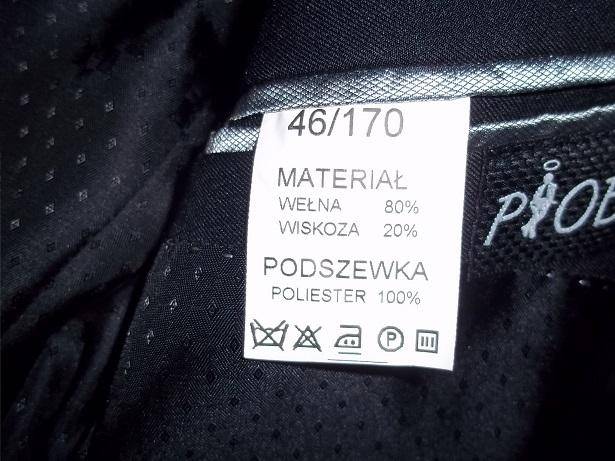 46/170
MATERIAŁ
WEŁNA 80%
WISKOZA 20%
PODSZEWKA
POLIESTER 100%
P